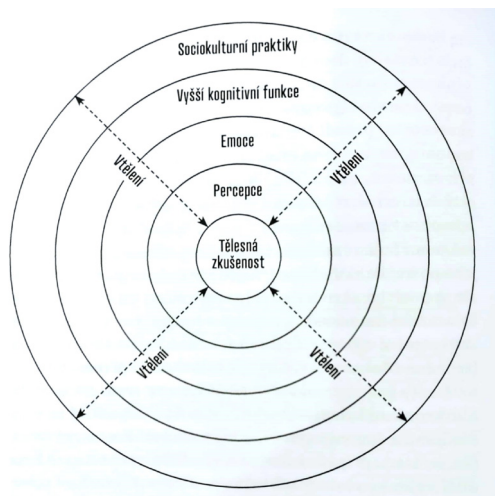 Sociokulturní praktiky
Vyšší kognitivní funkce
Emoce
Vtělení
Vtělení
Percepce
Tělesná
zkušenost
Vtělení
Vtělení